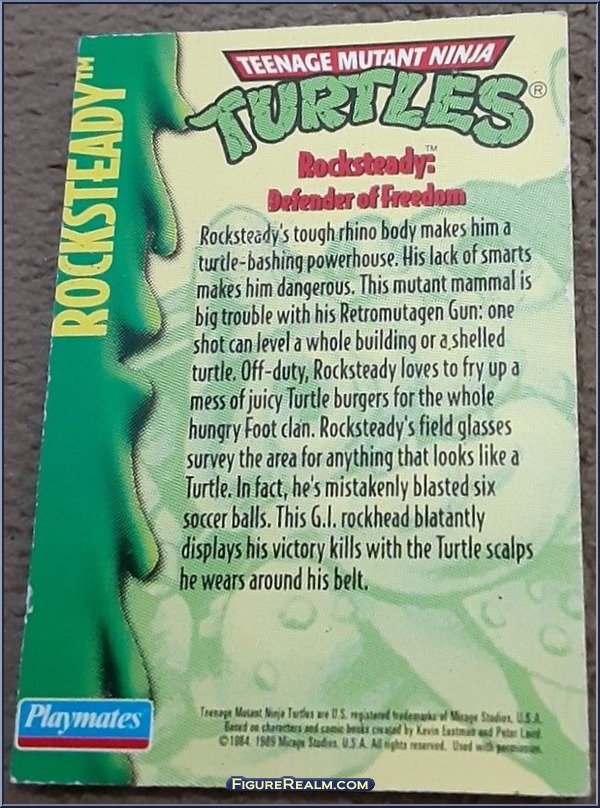 ROCKSTEADY™
TEENAGE MUTANT NINJA
TURTLES®
Rocksteady:™
Defender of Freedom
Rocksteady's tough rhino body makes him a
turtle-bashing powerhouse. His lack of smarts
makes him dangerous. This mutant mammal is
big trouble with his Retromutagen Gun: one
shot can level a whole building or a shelled
turtle. Off-duty, Rocksteady loves to fry up a
mess of juicy Turtle burgers for the whole
hungry Foot clan. Rocksteady's field glasses
survey the area for anything that looks like a
Turtle. In fact, he's mistakenly blasted six
soccer balls. This G.I. rockhead blatantly
displays his victory kills with the Turtle scalps
he wears around his belt.
Playmates
Teenage Mutant Ninja Turtles are U.S. registered trademarks of Mirage Studios, U.S.A.
Based on characters and comic books created by Kevin Eastman and Peter Laird
©1984, 1989 Mirage Studios, U.S.A. All rights reserved. Used with permission.
FIGUREREALM.COM